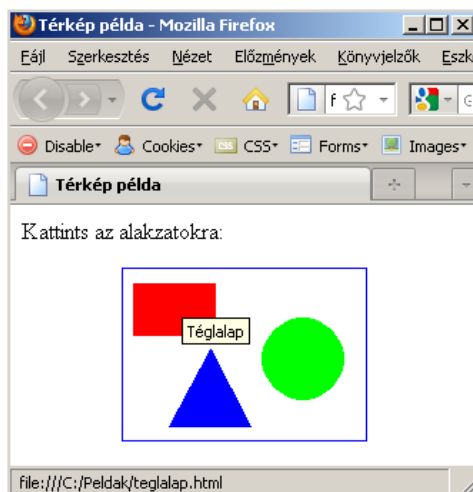 Térkép példa - Mozilla Firefox
Fájl Szerkesztés Nézet Előzmények Könyvjelzők Eszk
f
Disable Cookies CSS Forms Images
Térkép példa
Kattints az alakzatokra:
Téglalap
file:///C:/Peldak/teglalap.html